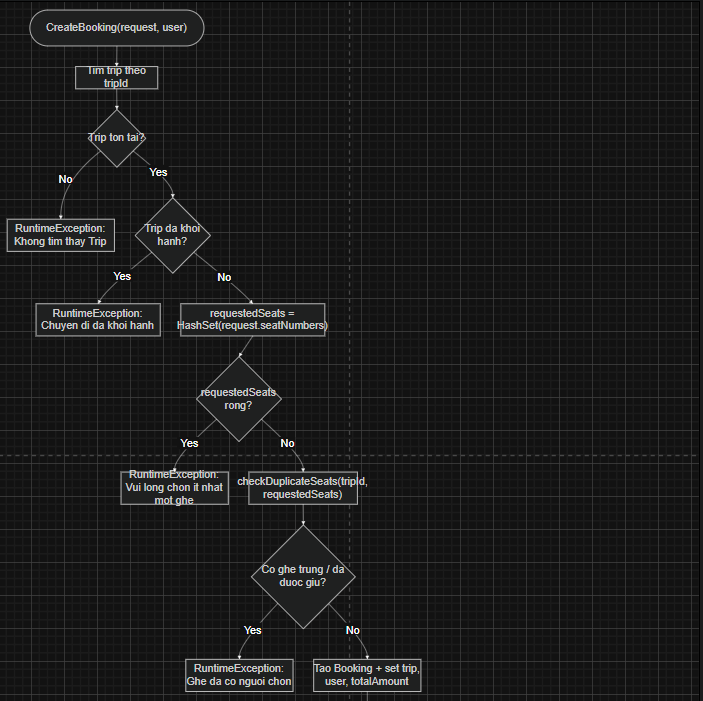 CreateBooking(request, user)
Tim trip theo
tripId
Trip ton tai?
No
Yes
RuntimeException:
Khong tim thay Trip
Trip da khoi
hanh?
Yes
No
RuntimeException:
Chuyen di da khoi hanh
requestedSeats =
HashSet(request.seatNumbers)
requestedSeats
rong?
Yes
No
RuntimeException:
Vui long chon it nhat
mot ghe
checkDuplicateSeats(tripId,
requestedSeats)
Co ghe trung / da
duoc giu?
Yes
No
RuntimeException:
Ghe da co nguoi chon
Tao Booking + set trip,
user, totalAmount